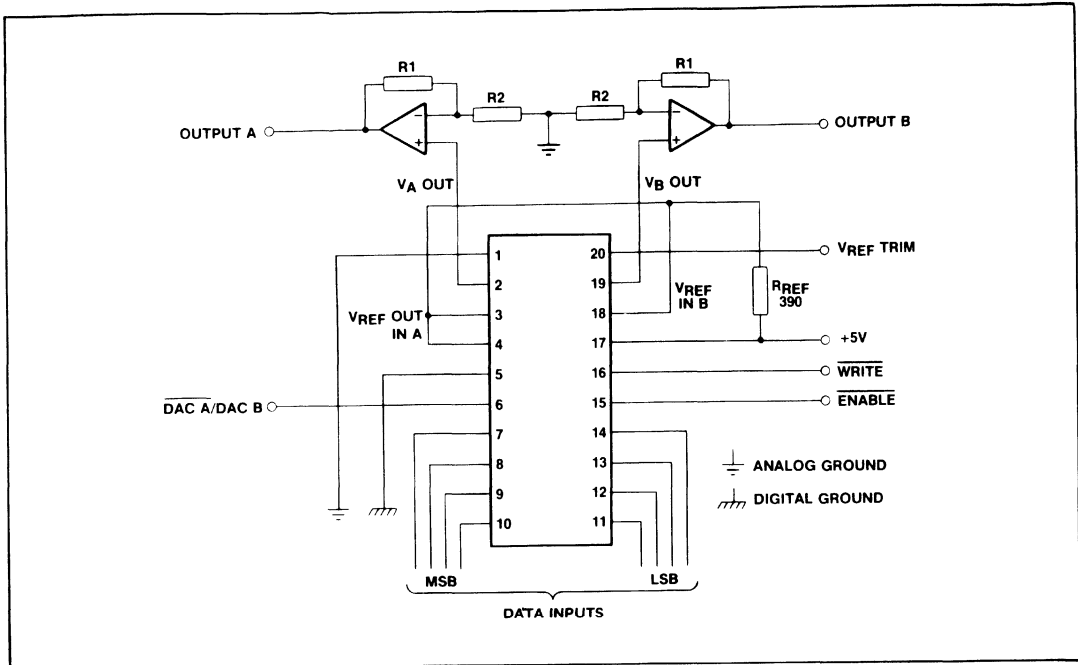 R1
R1
R2
R2
OUTPUT A
OUTPUT B
-
+
-
+
VA OUT
VB OUT
1
2
3
4
5
6
7
8
9
10
20
19
18
17
16
15
14
13
12
11
VREF TRIM
VREF OUT
IN A
VREF
IN B
RREF
390
+5V
WRITE
ENABLE
DAC A/DAC B
ANALOG GROUND
DIGITAL GROUND
MSB
LSB
DATA INPUTS